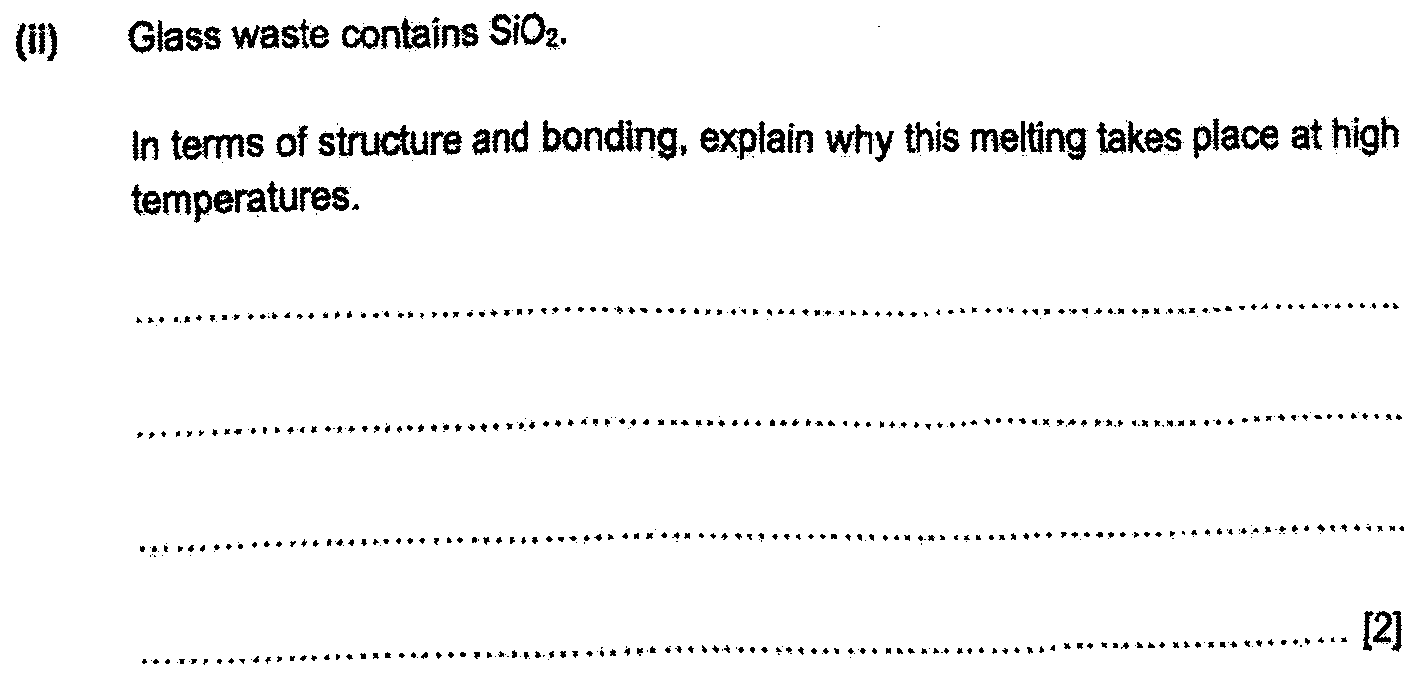 (ii) Glass waste contains SiO₂.
In terms of structure and bonding, explain why this melting takes place at high
temperatures.
[2]